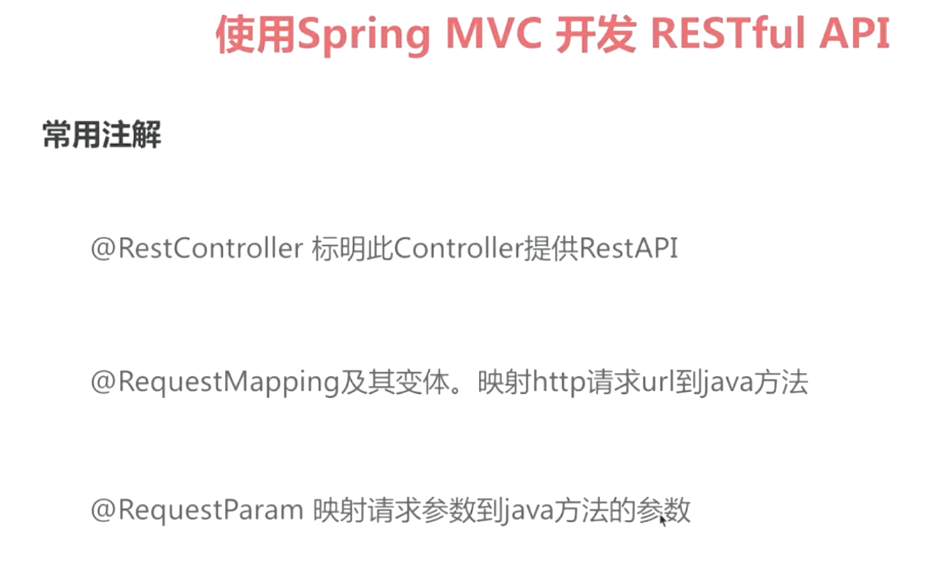 使用Spring MVC 开发 RESTful API
常用注解
@RestController 标明此Controller提供RestAPI
@RequestMapping及其变体。映射http请求url到java方法
@RequestParam 映射请求参数到java方法的参数